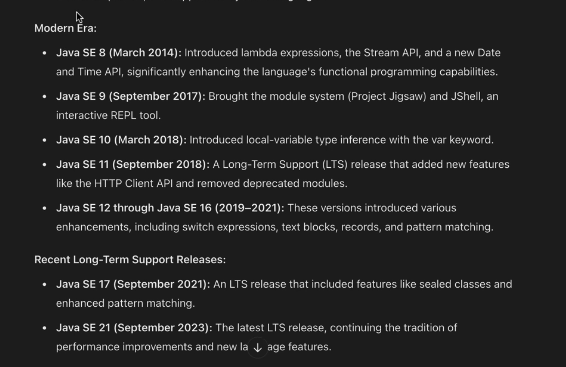 Modern Era:
• Java SE 8 (March 2014): Introduced lambda expressions, the Stream API, and a new Date
and Time API, significantly enhancing the language's functional programming capabilities.
• Java SE 9 (September 2017): Brought the module system (Project Jigsaw) and JShell, an
interactive REPL tool.
• Java SE 10 (March 2018): Introduced local-variable type inference with the var keyword.
• Java SE 11 (September 2018): A Long-Term Support (LTS) release that added new features
like the HTTP Client API and removed deprecated modules.
• Java SE 12 through Java SE 16 (2019–2021): These versions introduced various
enhancements, including switch expressions, text blocks, records, and pattern matching.
Recent Long-Term Support Releases:
• Java SE 17 (September 2021): An LTS release that included features like sealed classes and
enhanced pattern matching.
• Java SE 21 (September 2023): The latest LTS release, continuing the tradition of
performance improvements and new features.